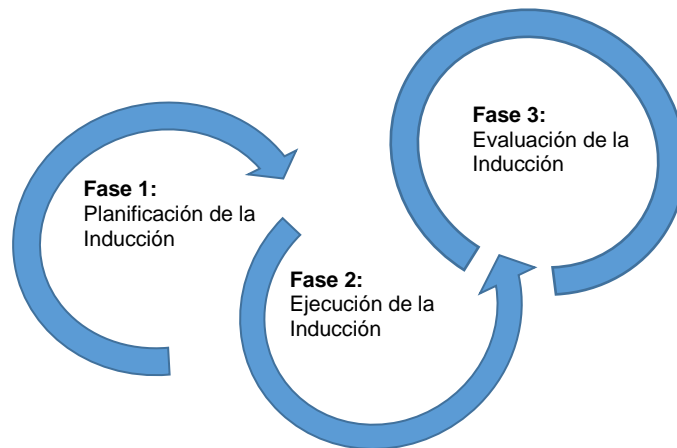 Fase 1:
Planificación de la
Inducción
Fase 2:
Ejecución de la
Inducción
Fase 3:
Evaluación de la
Inducción